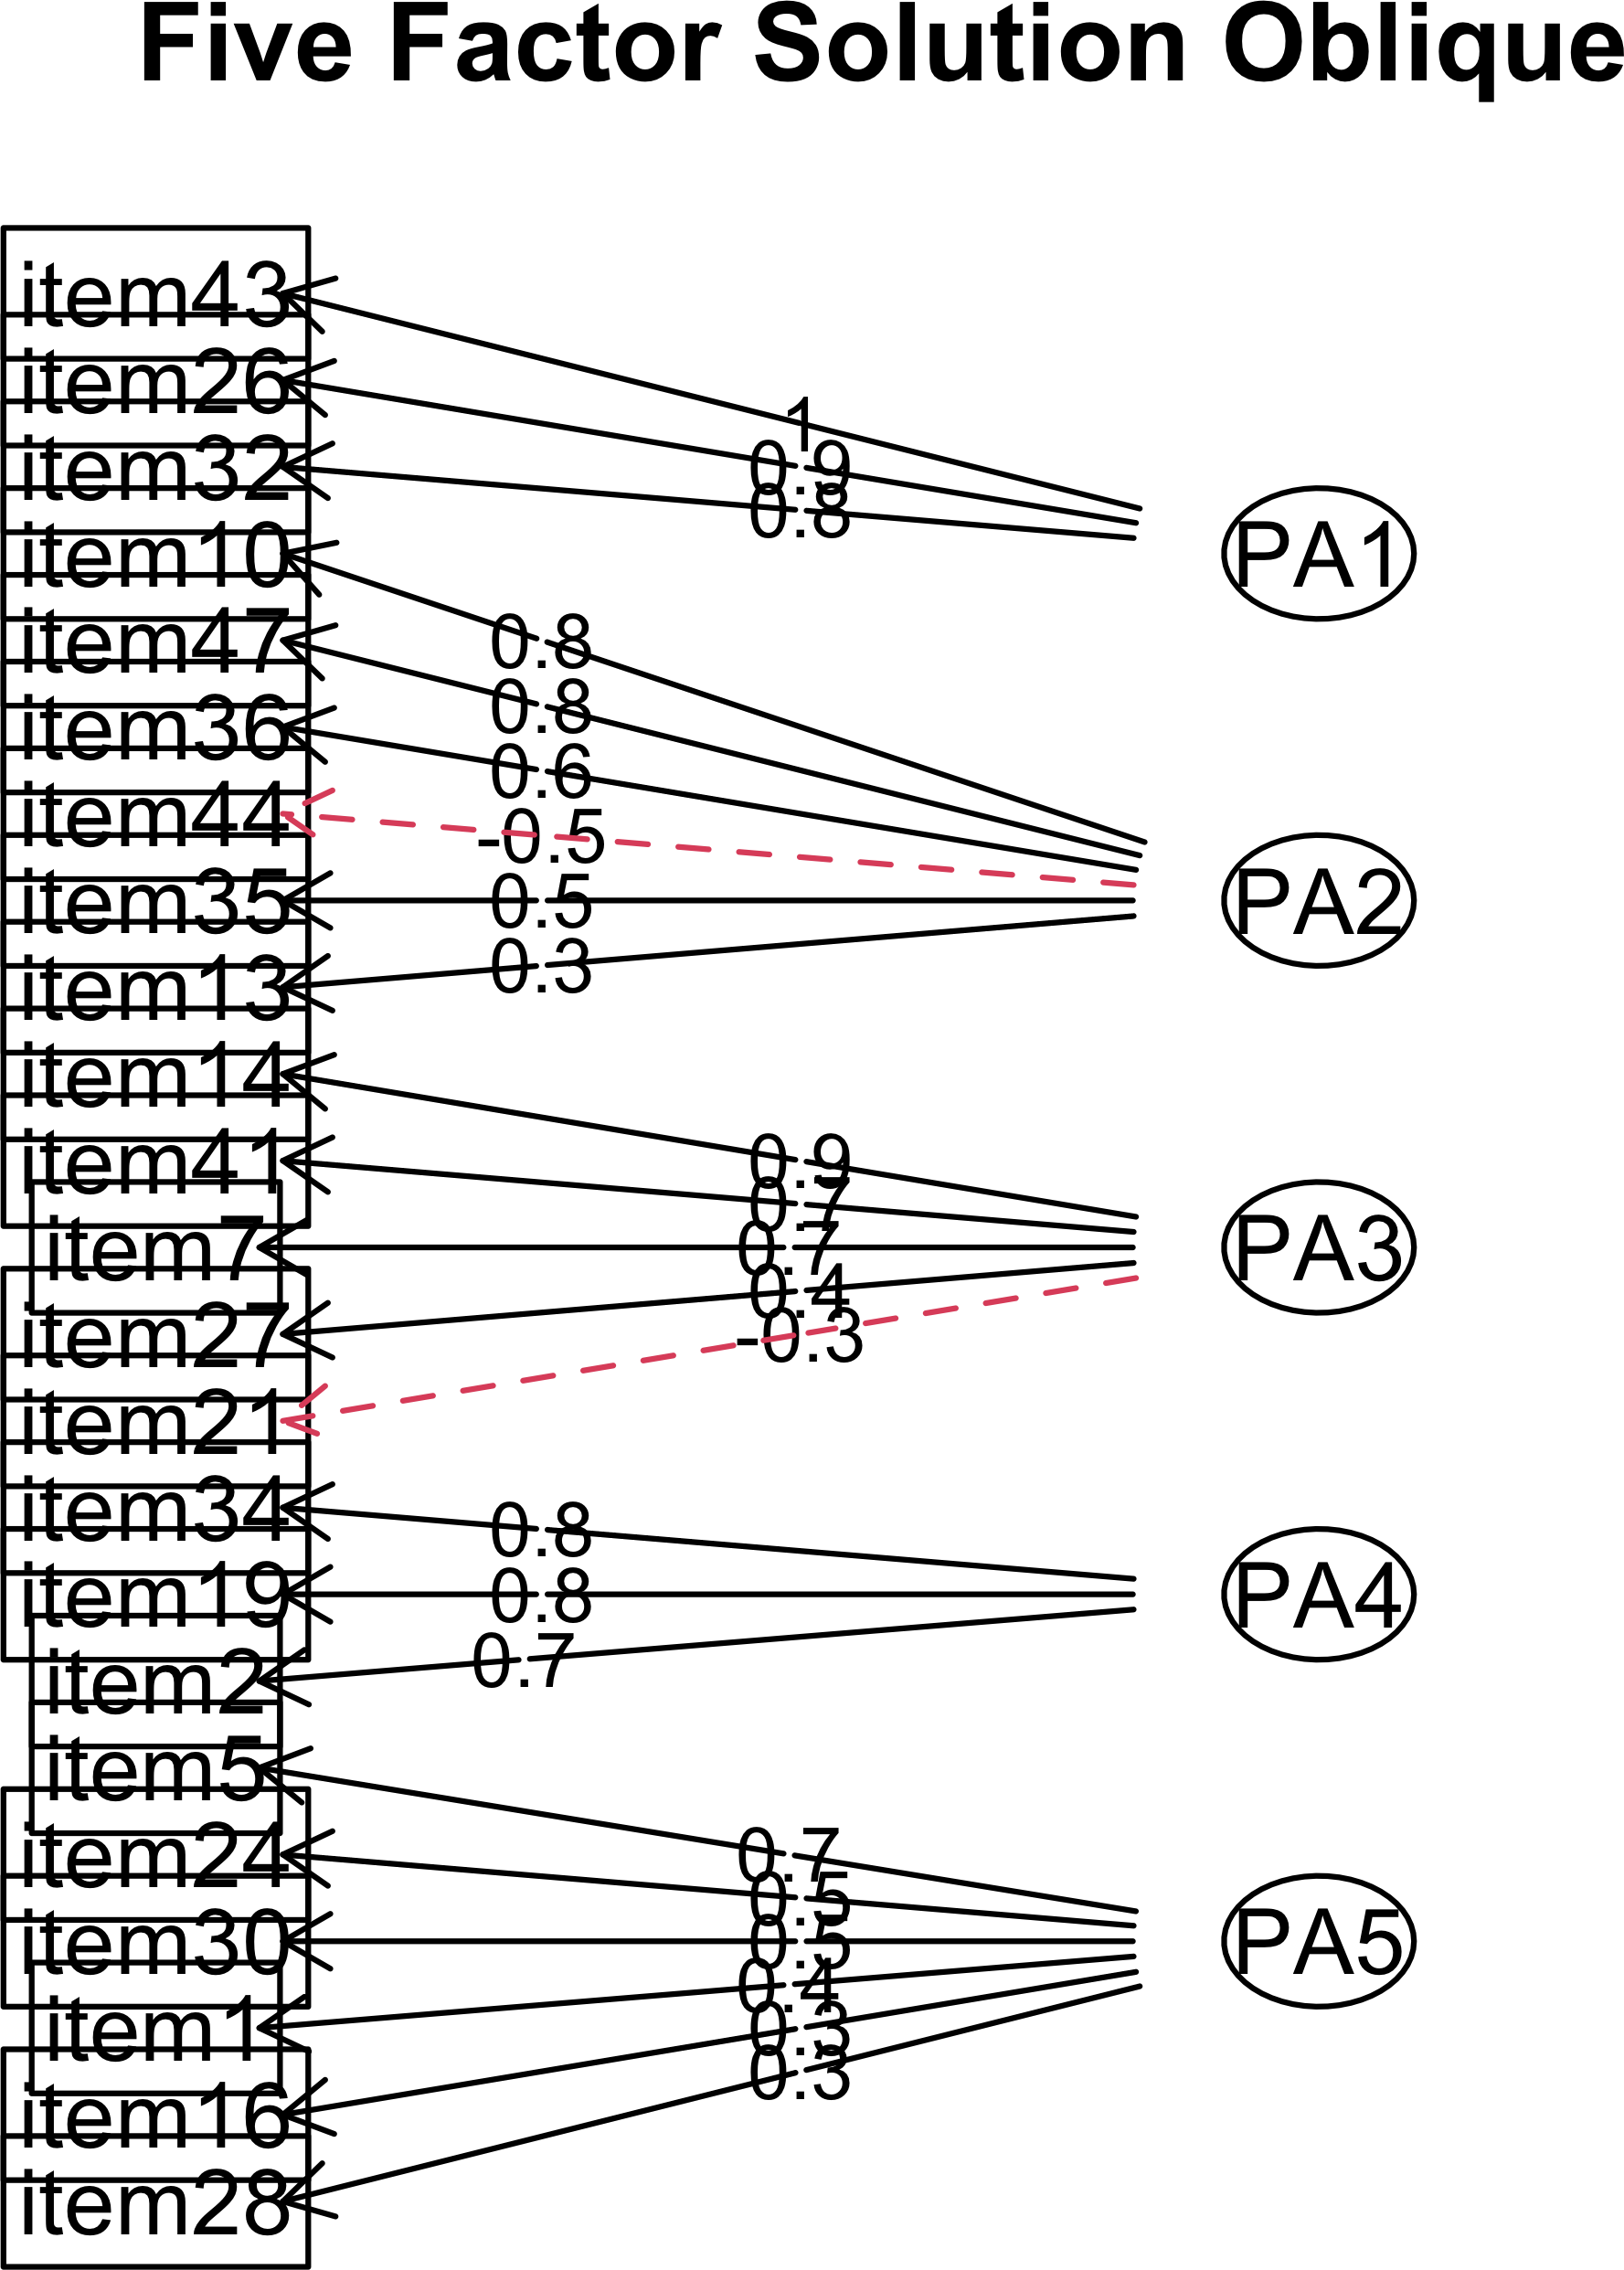 Five Factor Solution Oblique
item43
item26
item32
item10
item47
item36
item44
item35
item13
item14
item41
item7
item27
item21
item34
item19
item2
item5
item24
item30
item1
item16
item28
1
0.9
0.8
0.8
0.8
0.6
-0.5
0.5
0.3
0.9
0.7
0.7
0.4
-0.3
0.8
0.8
0.7
0.7
0.5
0.5
0.4
0.3
0.3
PA1
PA2
PA3
PA4
PA5